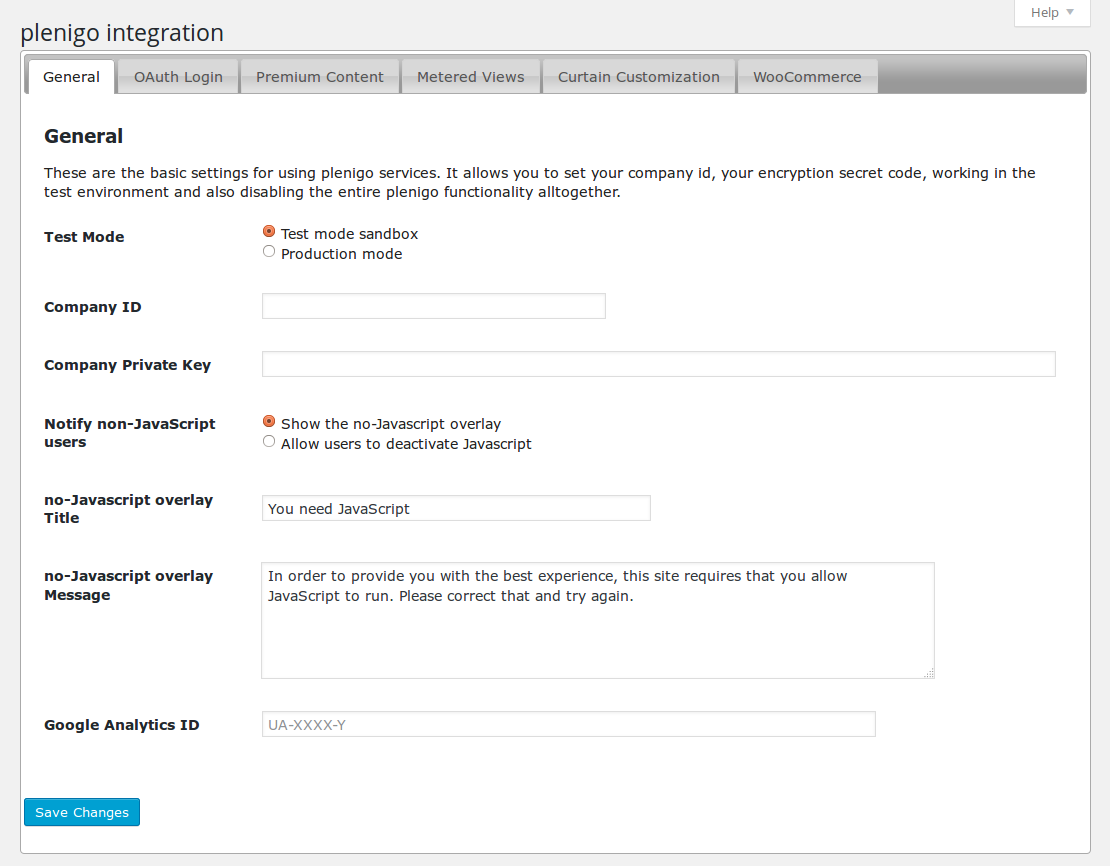 Help
plenigo integration
General OAuth Login Premium Content Metered Views Curtain Customization WooCommerce
General
These are the basic settings for using plenigo services. It allows you to set your company id, your encryption secret code, working in the
test environment and also disabling the entire plenigo functionality alltogether.
Test Mode
Test mode sandbox
Production mode
Company ID
Company Private Key
Notify non-JavaScript
users
Show the no-Javascript overlay
Allow users to deactivate Javascript
no-Javascript overlay
Title
You need JavaScript
no-Javascript overlay
Message
In order to provide you with the best experience, this site requires that you allow
JavaScript to run. Please correct that and try again.
Google Analytics ID
UA-XXXX-Y
Save Changes